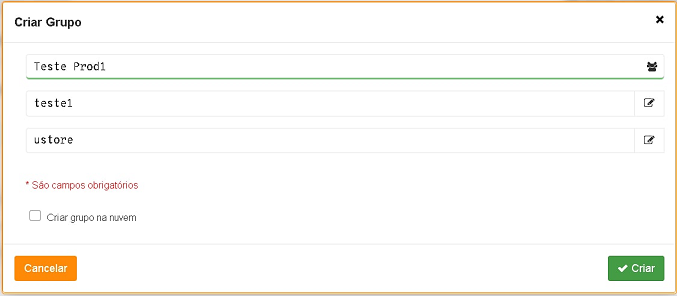 Criar Grupo
Teste Prod1
teste1
ustore
* São campos obrigatórios
Criar grupo na nuvem
Cancelar
Criar